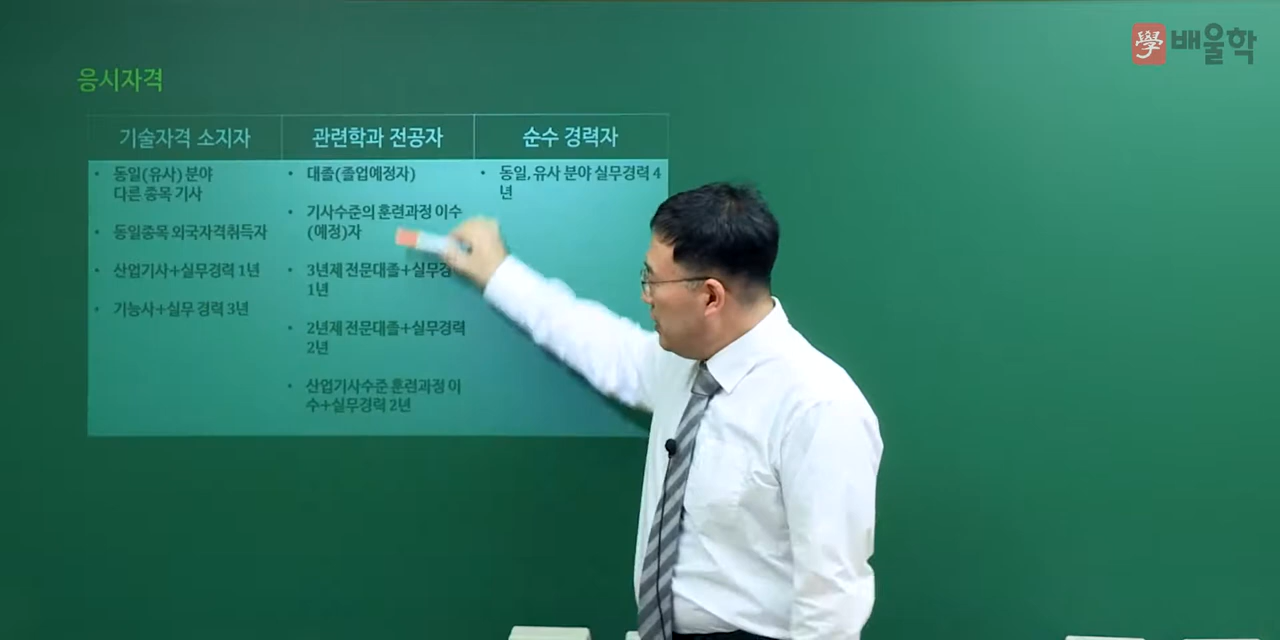 學 배울학
응시자격
기술자격 소지자
• 동일(유사) 분야
다른 종목 기사
• 동일종목 외국자격취득자
• 산업기사+실무경력 1년
• 기능사+실무 경력 3년
관련학과 전공자
• 대졸(졸업예정자)
• 기사수준의 훈련과정 이수
(예정)자
• 3년제 전문대졸+실무경
1년
• 2년제 전문대졸+실무경력
2년
• 산업기사수준 훈련과정 이
수+실무경력 2년
순수 경력자
• 동일, 유사 분야 실무경력 4
년